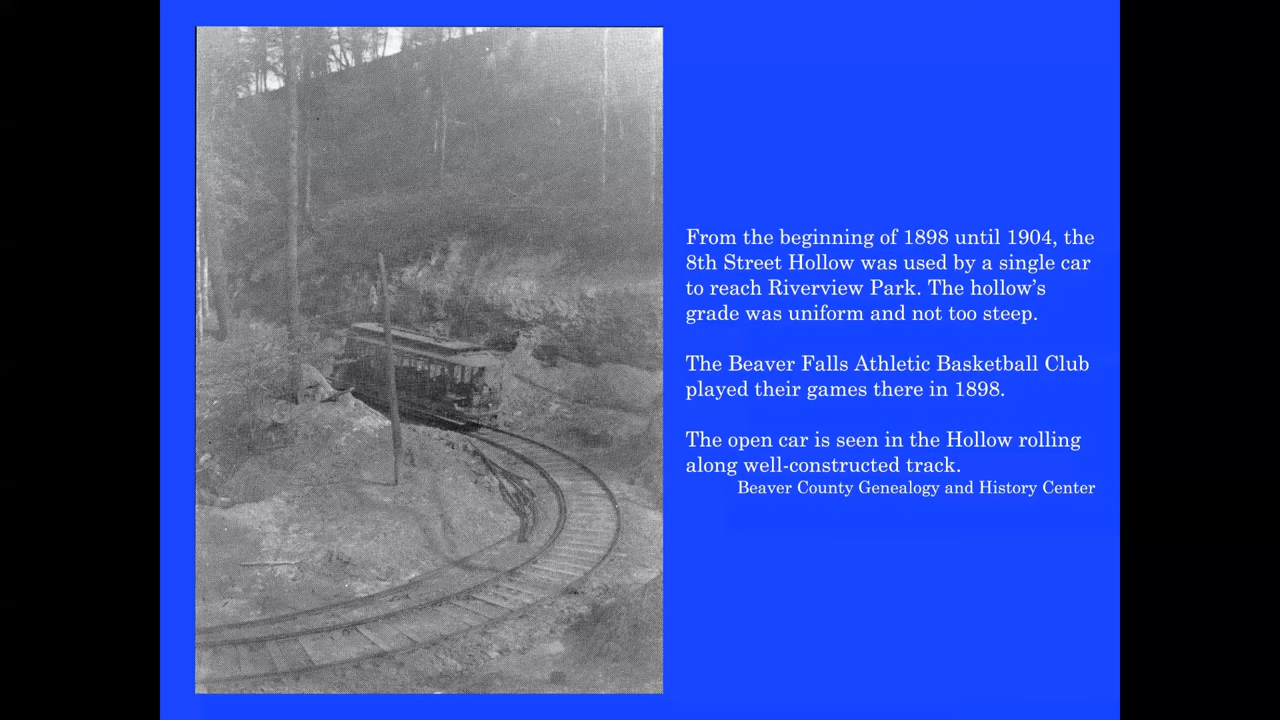 From the beginning of 1898 until 1904, the
8th Street Hollow was used by a single car
to reach Riverview Park. The hollow’s
grade was uniform and not too steep.
The Beaver Falls Athletic Basketball Club
played their games there in 1898.
The open car is seen in the Hollow rolling
along well-constructed track.
Beaver County Genealogy and History Center